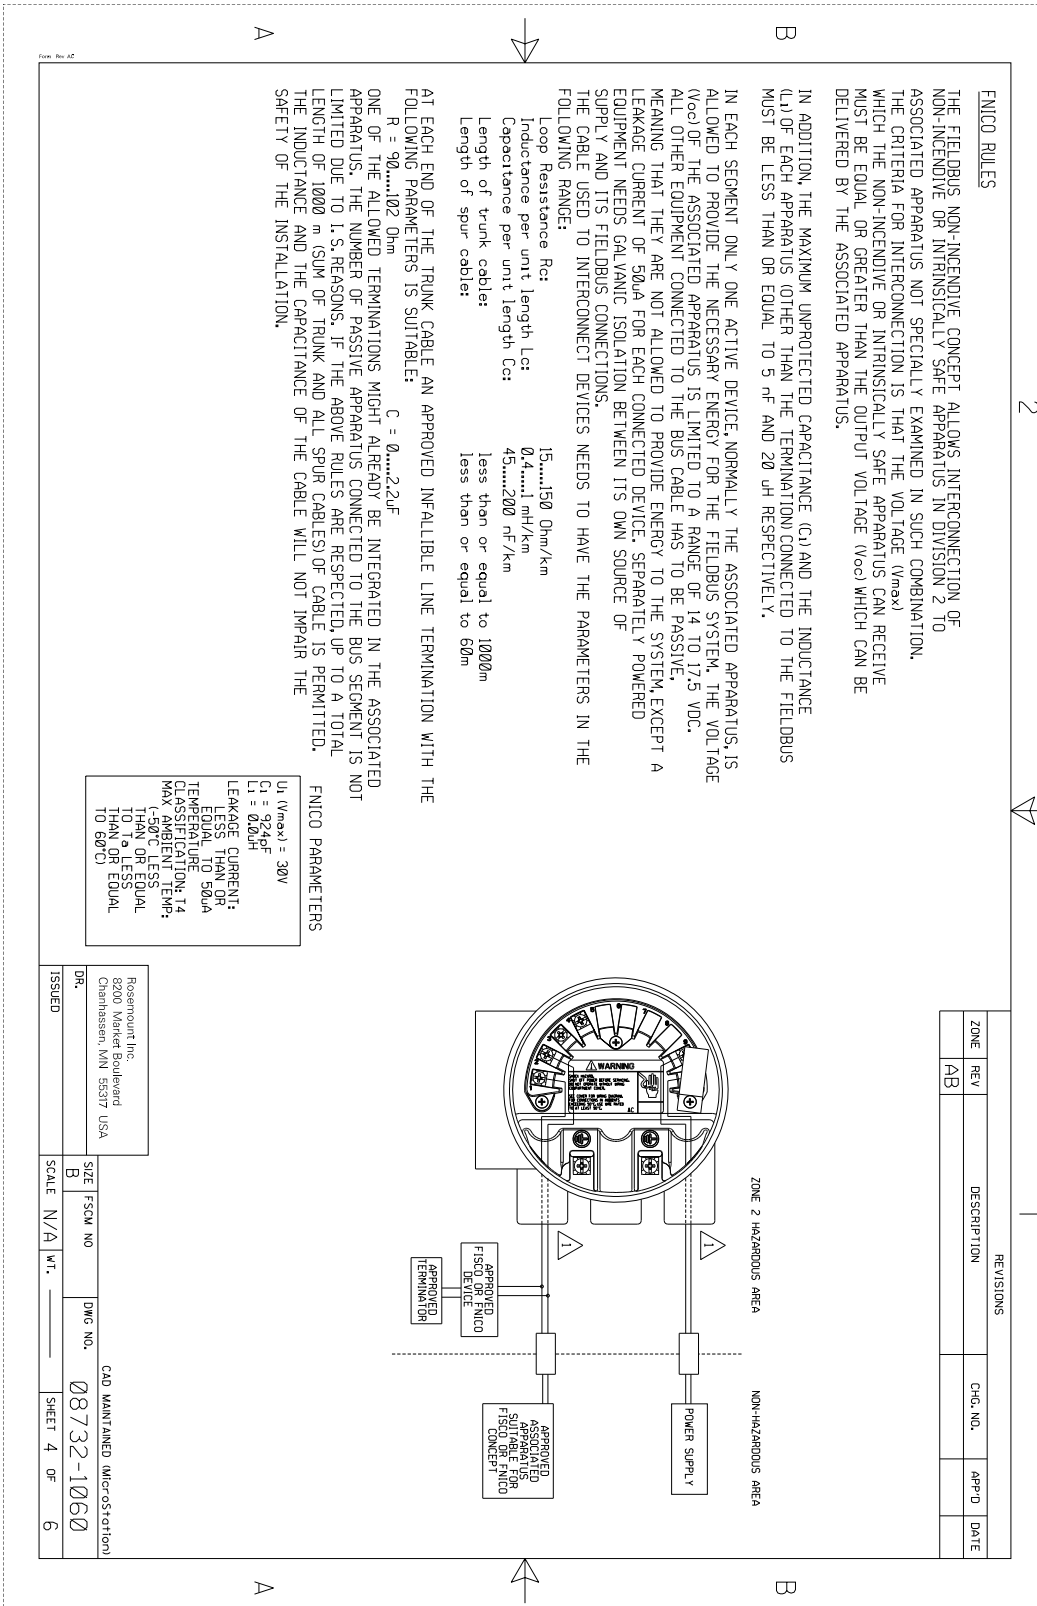 Form Rev AC
A
B
A
B
2
1
FNICO RULES
THE FIELDBUS NON-INCENDIVE CONCEPT ALLOWS INTERCONNECTION OF
NON-INCENDIVE OR INTRINSICALLY SAFE APPARATUS IN DIVISION 2 TO
ASSOCIATED APPARATUS NOT SPECIALLY EXAMINED IN SUCH COMBINATION.
THE CRITERIA FOR INTERCONNECTION IS THAT THE VOLTAGE (Vmax)
WHICH THE NON-INCENDIVE OR INTRINSICALLY SAFE APPARATUS CAN RECEIVE
MUST BE EQUAL OR GREATER THAN THE OUTPUT VOLTAGE (Voc) WHICH CAN BE
DELIVERED BY THE ASSOCIATED APPARATUS.
IN ADDITION, THE MAXIMUM UNPROTECTED CAPACITANCE (Ci) AND THE INDUCTANCE
(Li) OF EACH APPARATUS (OTHER THAN THE TERMINATION) CONNECTED TO THE FIELDBUS
MUST BE LESS THAN OR EQUAL TO 5 nF AND 20 uH RESPECTIVELY.
IN EACH SEGMENT ONLY ONE ACTIVE DEVICE, NORMALLY THE ASSOCIATED APPARATUS, IS
ALLOWED TO PROVIDE THE NECESSARY ENERGY FOR THE FIELDBUS SYSTEM. THE VOLTAGE
(Voc) OF THE ASSOCIATED APPARATUS IS LIMITED TO A RANGE OF 14 TO 17.5 VDC.
ALL OTHER EQUIPMENT CONNECTED TO THE BUS CABLE HAS TO BE PASSIVE,
MEANING THAT THEY ARE NOT ALLOWED TO PROVIDE ENERGY TO THE SYSTEM, EXCEPT A
LEAKAGE CURRENT OF 50uA FOR EACH CONNECTED DEVICE. SEPARATELY POWERED
EQUIPMENT NEEDS GALVANIC ISOLATION BETWEEN ITS OWN SOURCE OF
SUPPLY AND ITS FIELDBUS CONNECTIONS.
THE CABLE USED TO INTERCONNECT DEVICES NEEDS TO HAVE THE PARAMETERS IN THE
FOLLOWING RANGE:
Loop Resistance Rc: 15.....150 Ohm/km
Inductance per unit length Lc: 0.4.....1 mH/km
Capacitance per unit length Cc: 45.....200 nF/km
Length of trunk cable: less than or equal to 1000m
Length of spur cable: less than or equal to 60m
AT EACH END OF THE TRUNK CABLE AN APPROVED INFALLIBLE LINE TERMINATION WITH THE
FOLLOWING PARAMETERS IS SUITABLE:
R = 90.....102 Ohm C = 0.....2.2uF
ONE OF THE ALLOWED TERMINATIONS MIGHT ALREADY BE INTEGRATED IN THE ASSOCIATED
APPARATUS. THE NUMBER OF PASSIVE APPARATUS CONNECTED TO THE BUS SEGMENT IS NOT
LIMITED DUE TO I.S. REASONS. IF THE ABOVE RULES ARE RESPECTED, UP TO A TOTAL
LENGTH OF 1000 m (SUM OF TRUNK AND ALL SPUR CABLES) OF CABLE IS PERMITTED.
THE INDUCTANCE AND THE CAPACITANCE OF THE CABLE WILL NOT IMPAIR THE
SAFETY OF THE INSTALLATION.
FNICO PARAMETERS
Ui (Vmax) = 30V
Ci = 924pF
Li = 0.0uH
LEAKAGE CURRENT:
LESS THAN OR
EQUAL TO 50uA
TEMPERATURE
CLASSIFICATION: T4
MAX AMBIENT TEMP:
(-50°C LESS
THAN OR EQUAL
TO Ta LESS
THAN OR EQUAL
TO 60°C)
REVISIONS
ZONE REV DESCRIPTION CHG. NO. APP'D DATE
AB
ZONE 2 HAZARDOUS AREA
NON-HAZARDOUS AREA
WARNING
AC
1
1
POWER SUPPLY
APPROVED
FISCO OR FNICO
DEVICE
APPROVED
TERMINATOR
APPROVED
ASSOCIATED
APPARATUS
SUITABLE FOR
FISCO OR FNICO
CONCEPT
Rosemount Inc.
8200 Market Boulevard
Chanhassen, MN 55317 USA
CAD MAINTAINED (MicroStation)
DR.
ISSUED
SIZE B
FSCM NO
DWG NO. 08732-1060
SCALE N/A
WT.
SHEET 4 OF 6